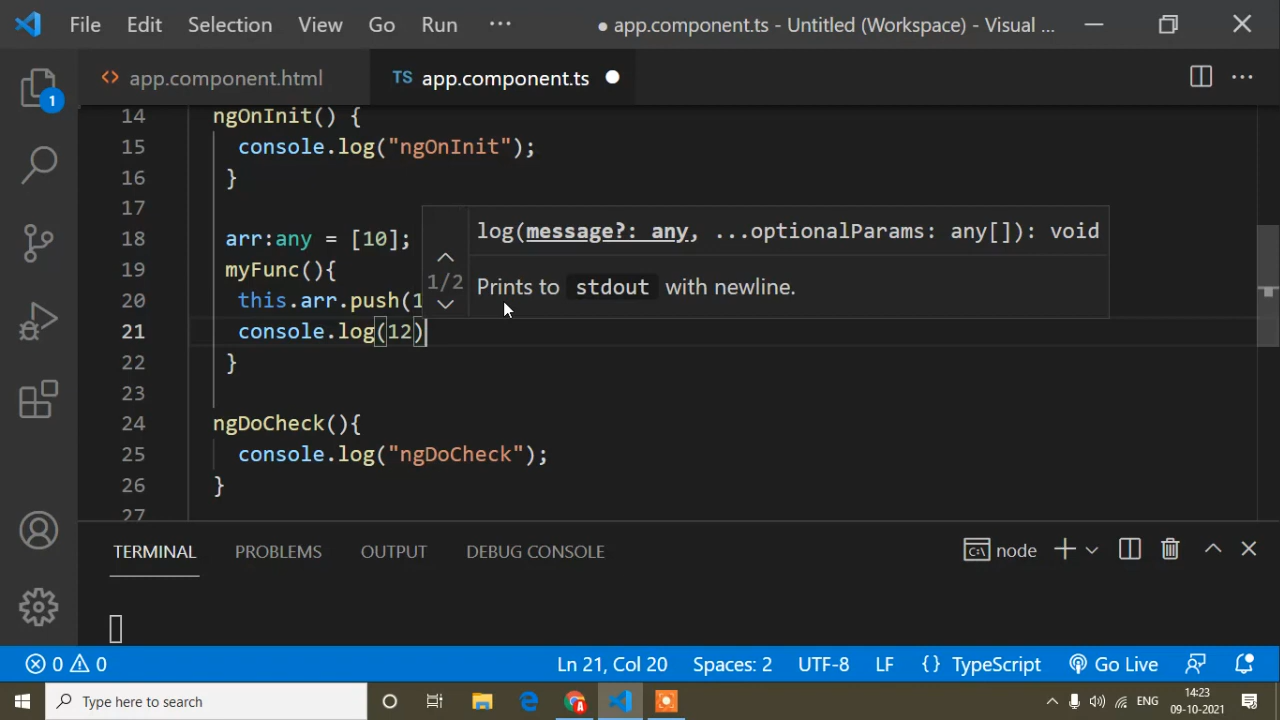 File Edit Selection View Go Run ··· ● app.component.ts - Untitled (Workspace) - Visual ...
<> app.component.html TS app.component.ts ●
14 ngOnInit() {
15 console.log("ngOnInit");
16 }
17
18 arr:any = [10];
19 myFunc(){
20 this.arr.push(1
21 console.log(12)
22 }
23
24 ngDoCheck(){
25 console.log("ngDoCheck");
26 }
27
log(message?: any, ...optionalParams: any[]): void
1/2
Prints to stdout with newline.
1
TERMINAL PROBLEMS OUTPUT DEBUG CONSOLE node
0 0 Ln 21, Col 20 Spaces: 2 UTF-8 LF {} TypeScript Go Live
Type here to search ENG 14:23
09-10-2021